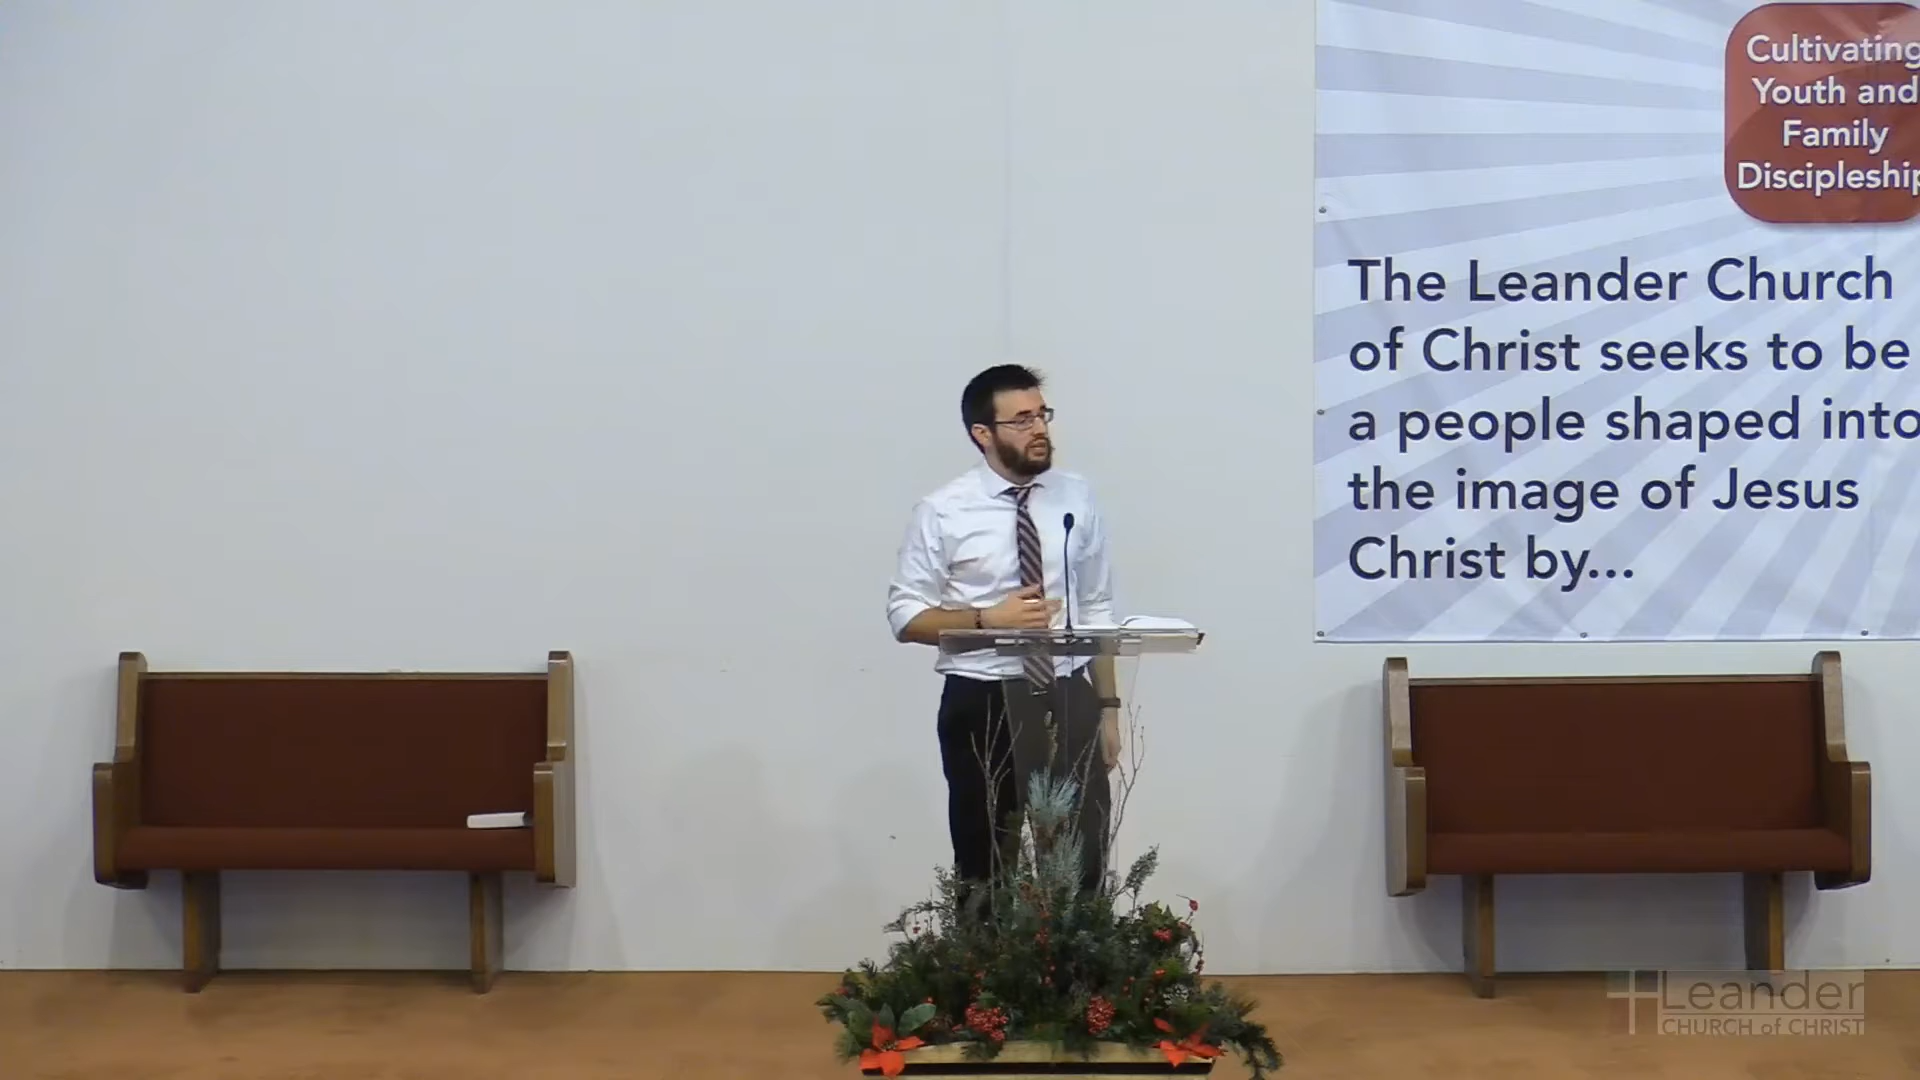 Cultivating
Youth and
Family
Discipleship
The Leander Church
of Christ seeks to be
a people shaped into
the image of Jesus
Christ by...
Leander
CHURCH of CHRIST